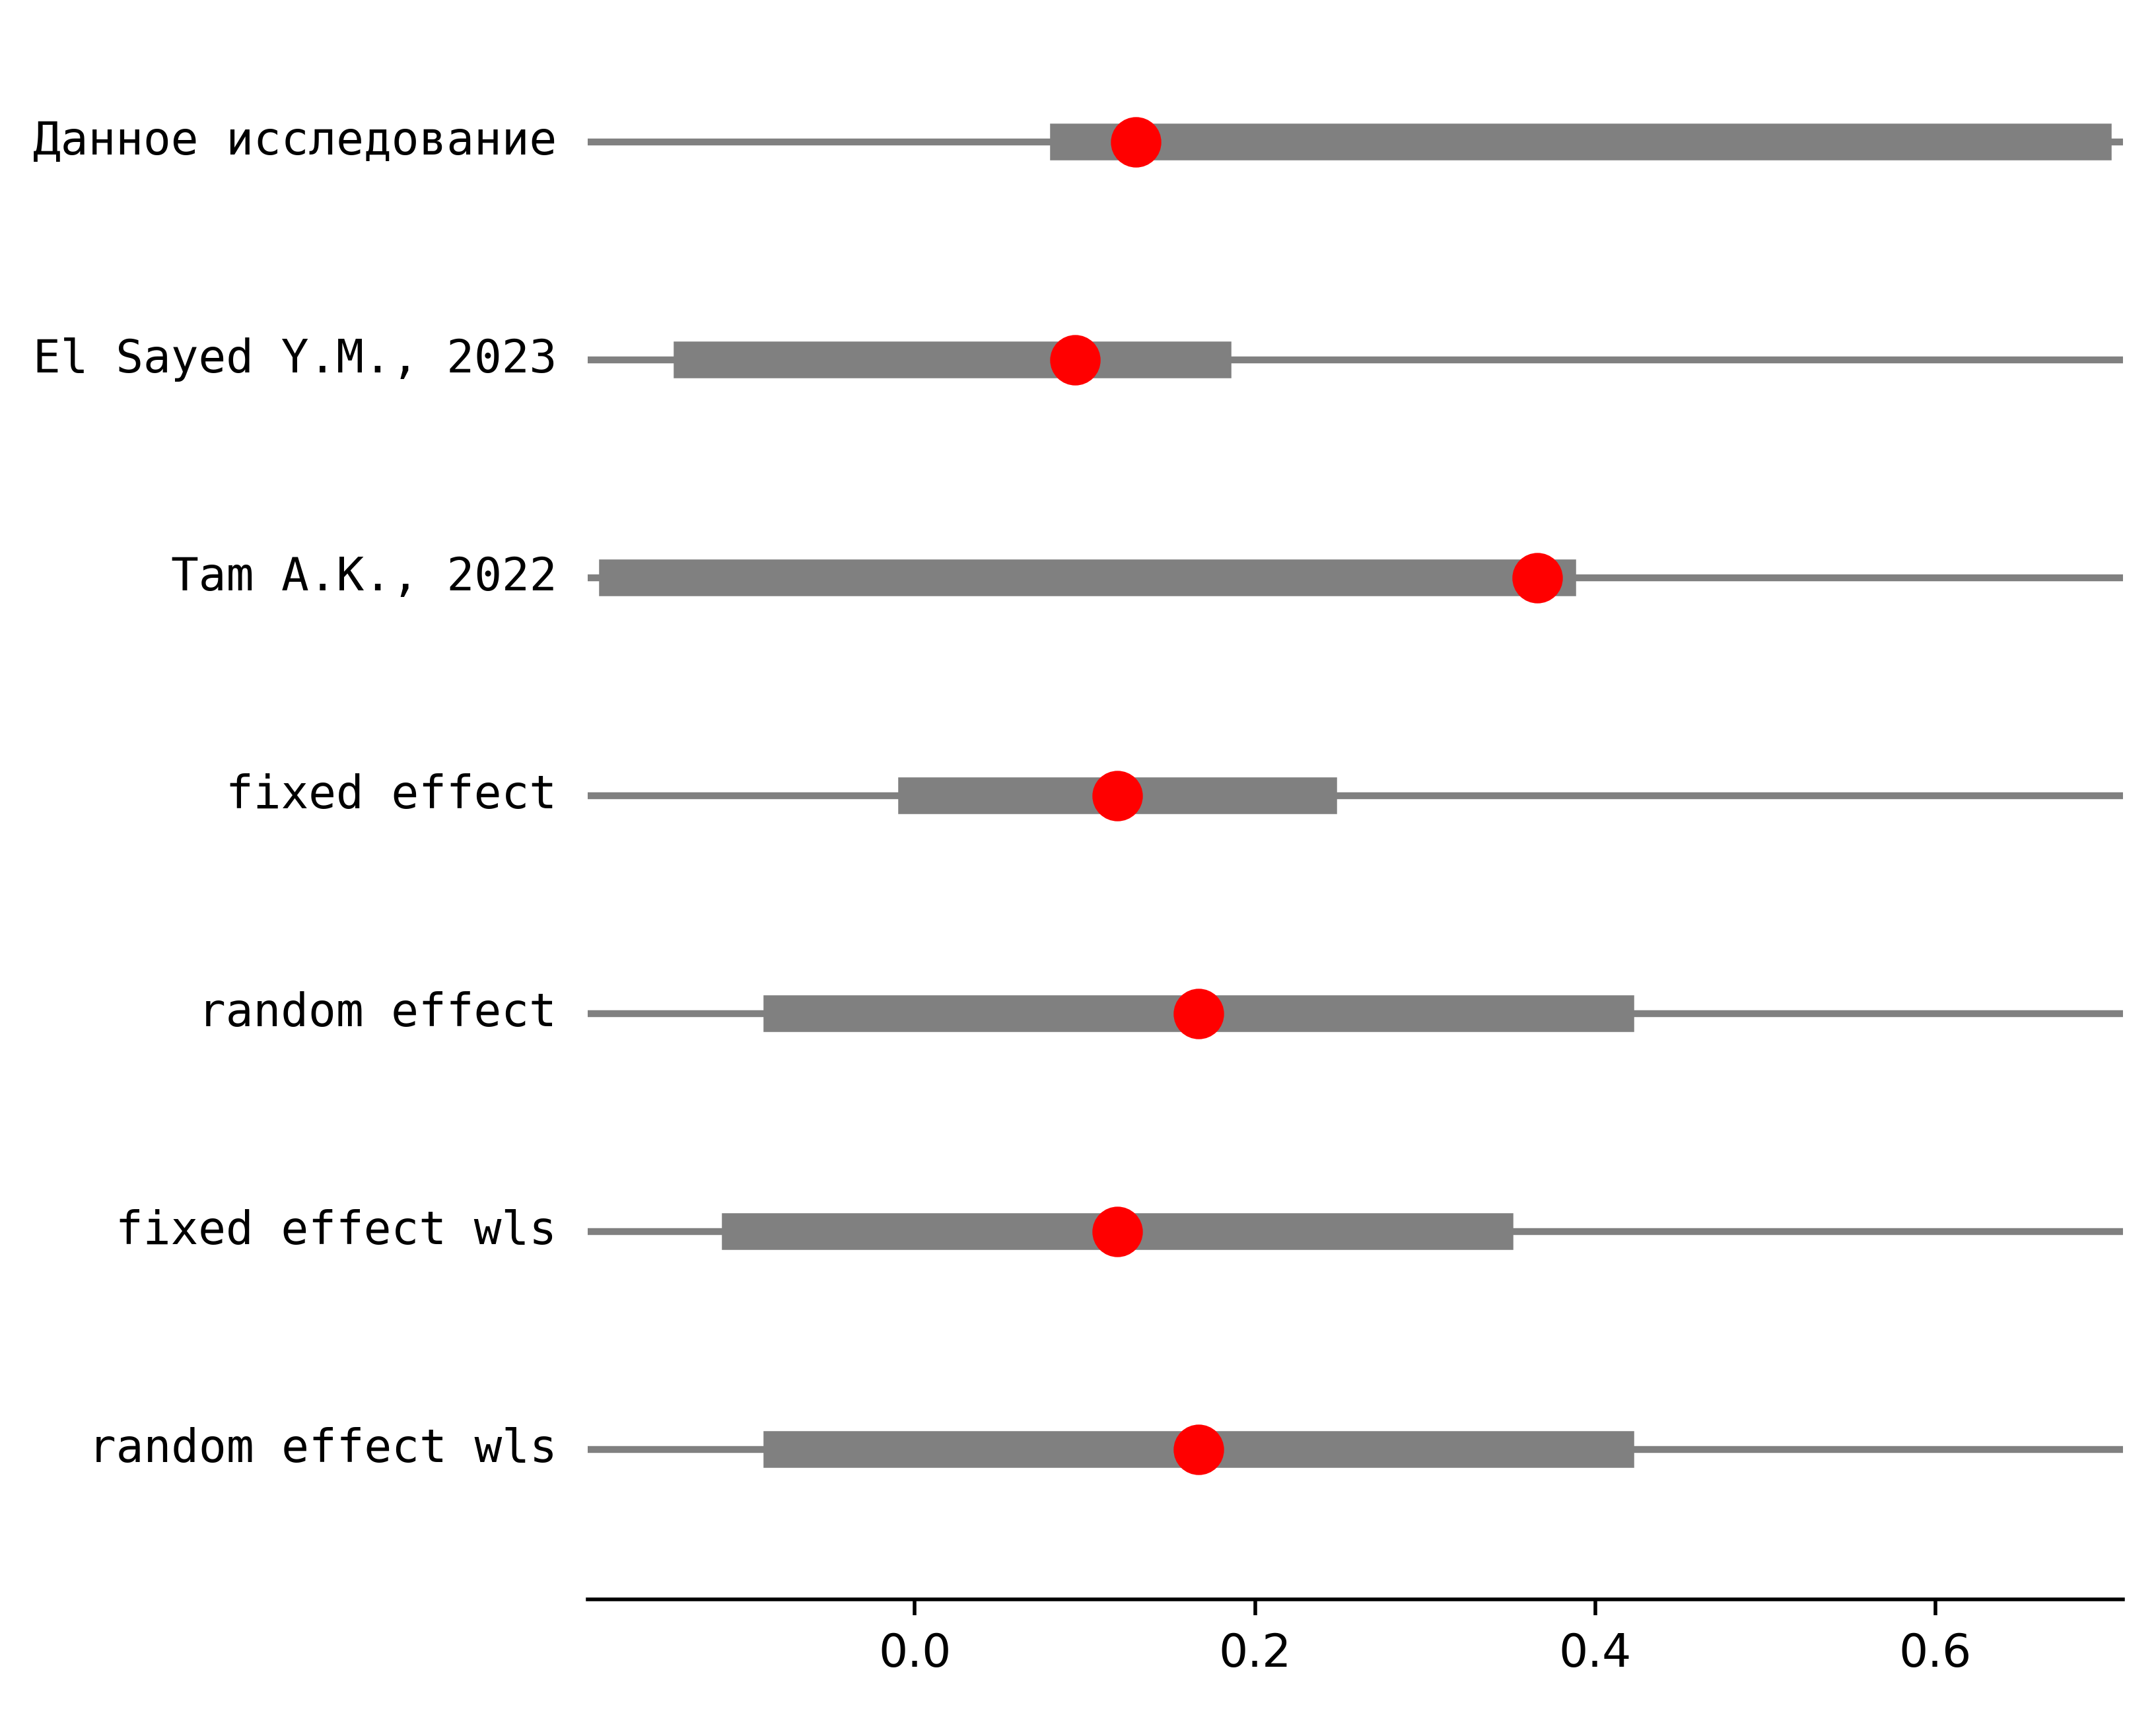 Данное исследование
El Sayed Y.M., 2023
Tam A.K., 2022
fixed effect
random effect
fixed effect wls
random effect wls
0.0 0.2 0.4 0.6